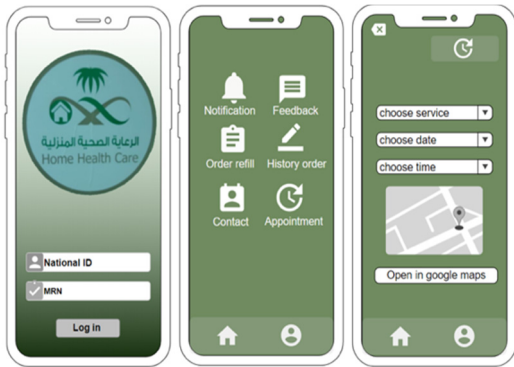 الرعاية الصحية المنزلية
Home Health Care
National ID
MRN
Log in
Notification
Feedback
Order refill
History order
Contact
Appointment
choose service
choose date
choose time
Open in google maps